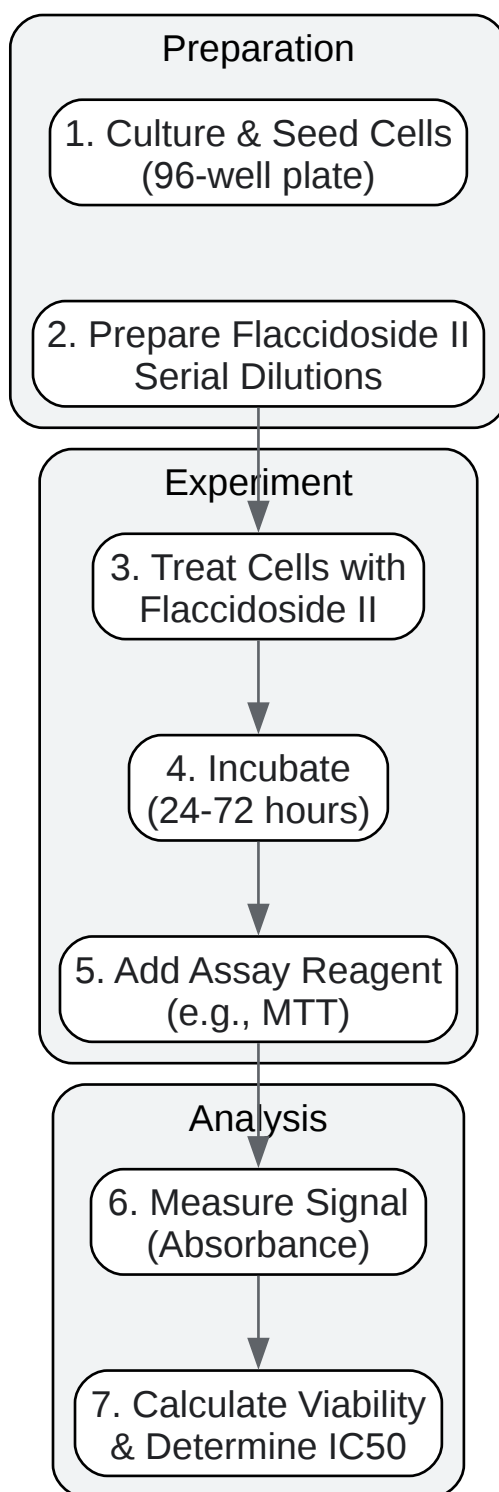 Preparation
1. Culture & Seed Cells
(96-well plate)
2. Prepare Flaccidoside II
Serial Dilutions
Experiment
3. Treat Cells with
Flaccidoside II
4. Incubate
(24-72 hours)
5. Add Assay Reagent
(e.g., MTT)
Analysis
6. Measure Signal
(Absorbance)
7. Calculate Viability
& Determine IC50